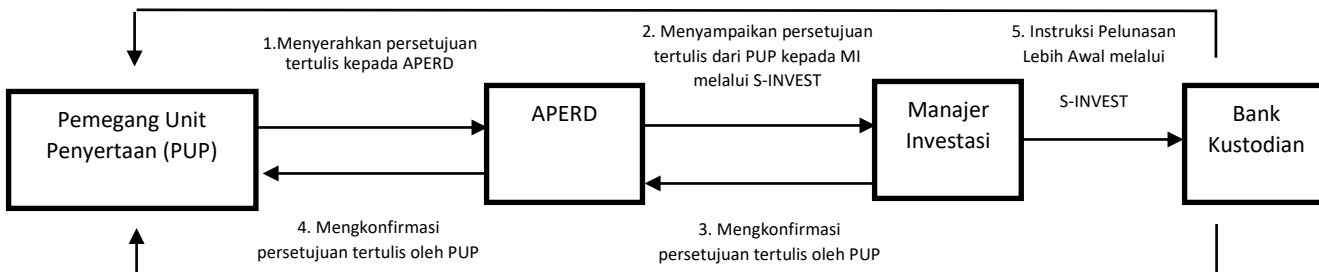 1.Menyerahkan persetujuan
tertulis kepada APERD
2. Menyampaikan persetujuan
tertulis dari PUP kepada MI
melalui S-INVEST
5. Instruksi Pelunasan
Lebih Awal melalui
S-INVEST
Pemegang Unit
Penyertaan (PUP)
APERD
Manajer
Investasi
Bank
Kustodian
4. Mengkonfirmasi
persetujuan tertulis oleh PUP
3. Mengkonfirmasi
persetujuan tertulis oleh PUP